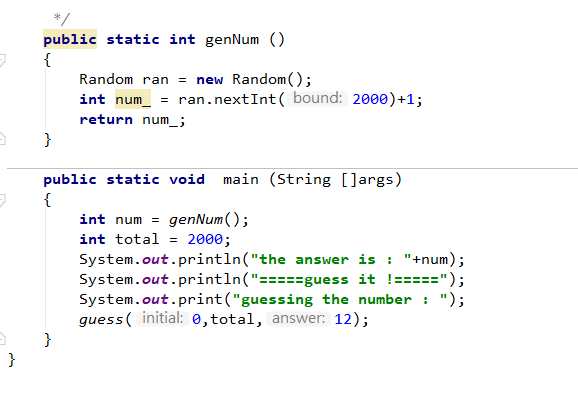 */
public static int genNum ()
{
Random ran = new Random();
int num_ = ran.nextInt( bound: 2000)+1;
return num_;
}
public static void  main (String []args)
{
int num = genNum();
int total = 2000;
System.out.println("the answer is : "+num);
System.out.println("=====guess it !=====");
System.out.print("guessing the number : ");
guess( initial: 0,total, answer: 12);
}
}